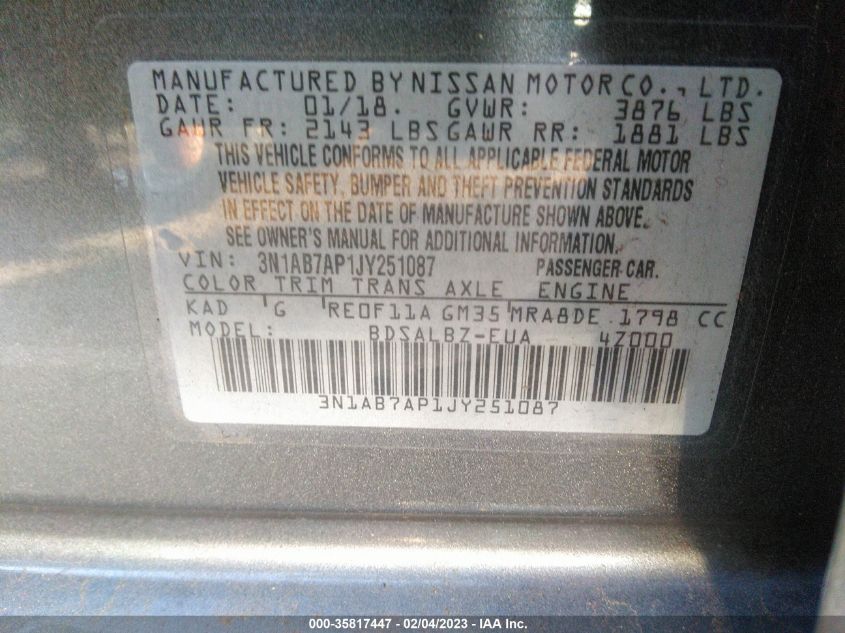 MANUFACTURED BY NISSAN MOTOR CO., LTD.
DATE: 01/18. GVWR: 3876 LBS
GAWR FR: 2143 LBS GAWR RR: 1881 LBS
THIS VEHICLE CONFORMS TO ALL APPLICABLE FEDERAL MOTOR
VEHICLE SAFETY, BUMPER AND THEFT PREVENTION STANDARDS
IN EFFECT ON THE DATE OF MANUFACTURE SHOWN ABOVE.
SEE OWNER'S MANUAL FOR ADDITIONAL INFORMATION.
VIN: 3N1AB7AP1JY251087 PASSENGER CAR.
COLOR TRIM TRANS AXLE ENGINE
KAD G RE0F11A GM35 MRA8DE 1798 CC
MODEL: BDSALBZ-EUA 4Z000
3N1AB7AP1JY251087
000-35817447 - 02/04/2023 - IAA Inc.